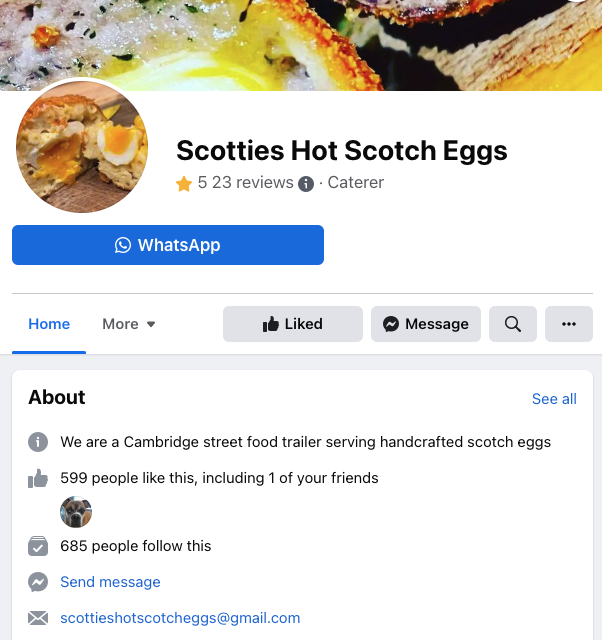 Scotties Hot Scotch Eggs
5 23 reviews · Caterer
WhatsApp
Home More Liked Message
About See all
We are a Cambridge street food trailer serving handcrafted scotch eggs
599 people like this, including 1 of your friends
685 people follow this
Send message
scottieshotscotcheggs@gmail.com